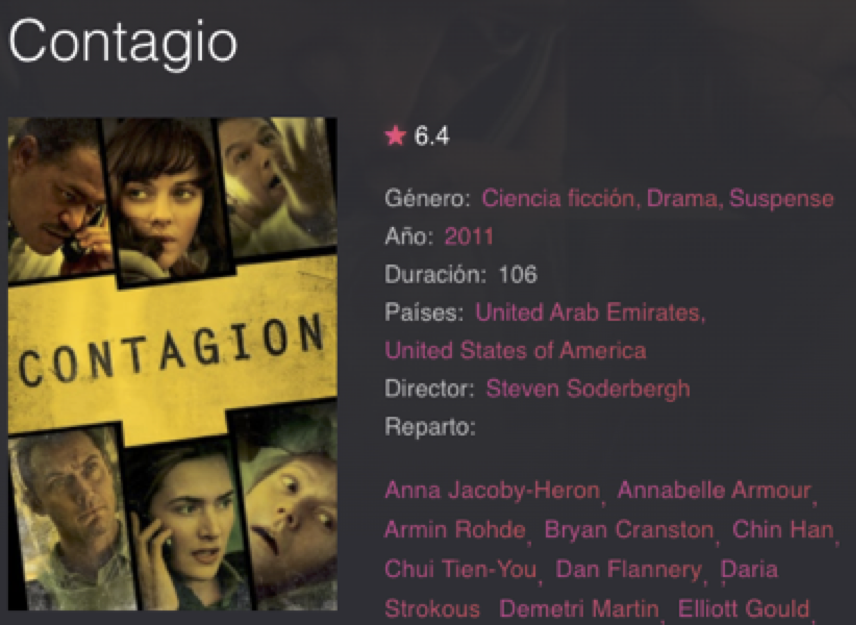 Contagio
CONTAGION
★ 6.4
Género: Ciencia ficción, Drama, Suspense
Año: 2011
Duración: 106
Países: United Arab Emirates,
United States of America
Director: Steven Soderbergh
Reparto:
Anna Jacoby-Heron, Annabelle Armour,
Armin Rohde, Bryan Cranston, Chin Han,
Chui Tien-You, Dan Flannery, Daria
Strokous, Demetri Martin, Elliott Gould,